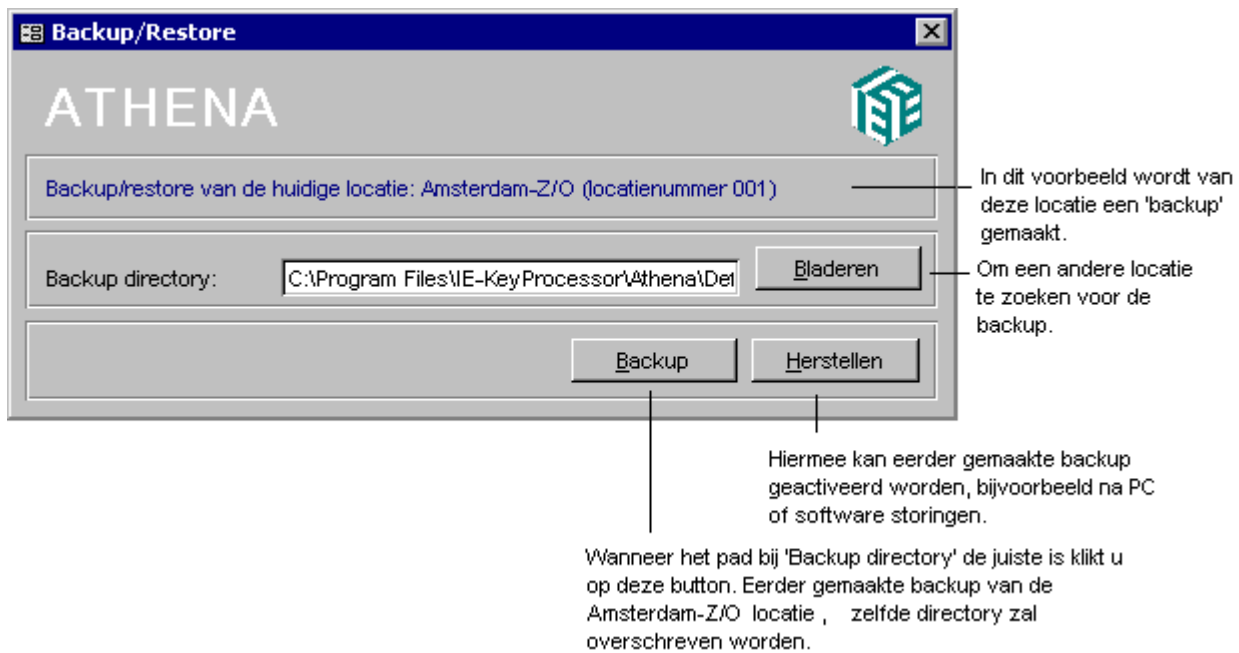 Backup/Restore
ATHENA
Backup/restore van de huidige locatie: Amsterdam-Z/O (locatienummer 001)
In dit voorbeeld wordt van
deze locatie een 'backup'
gemaakt.
Backup directory:
C:\Program Files\IE-KeyProcessor\Athena\Det
Bladeren
Om een andere locatie
te zoeken voor de
backup.
Backup
Herstellen
Hiermee kan eerder gemaakte backup
geactiveerd worden, bijvoorbeeld na PC
of software storingen.
Wanneer het pad bij 'Backup directory' de juiste is klikt u
op deze button. Eerder gemaakte backup van de
Amsterdam-Z/O locatie , zelfde directory zal
overschreven worden.